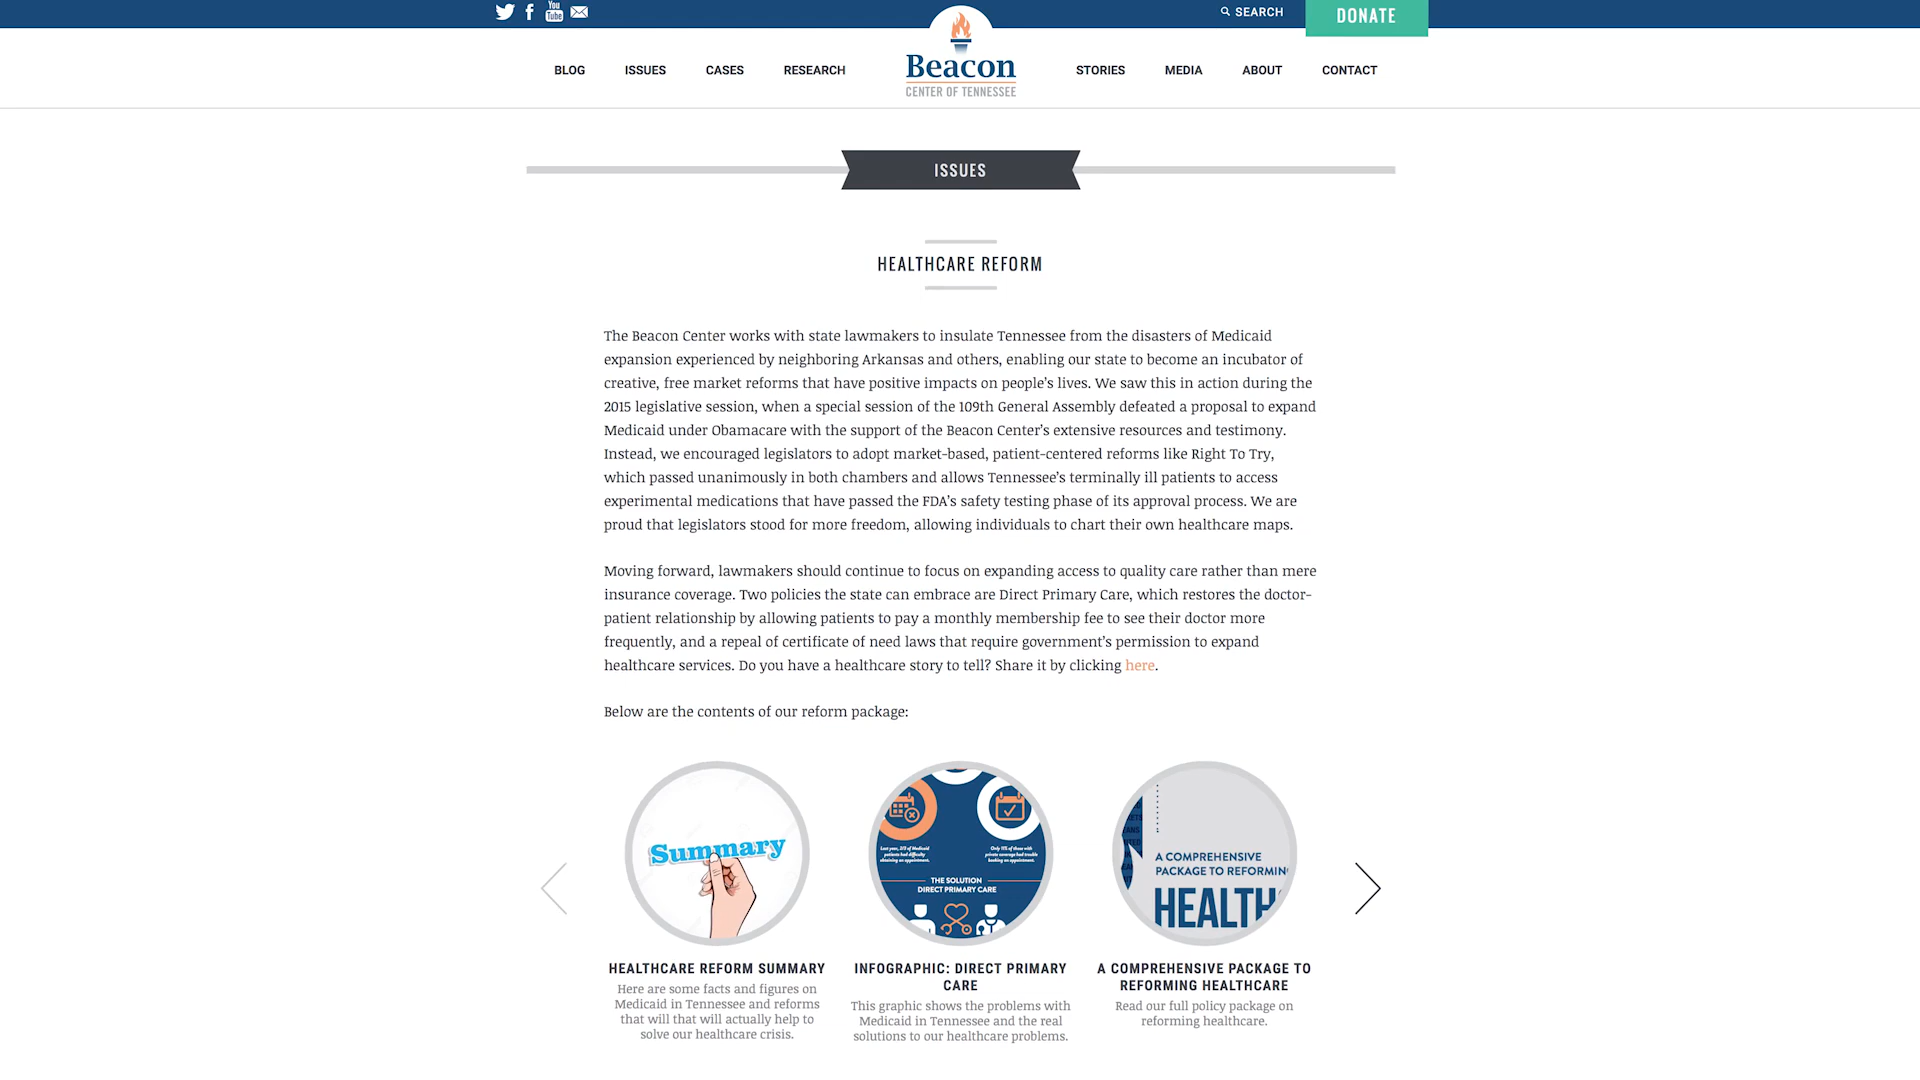 You Tube
SEARCH
DONATE
BLOG
ISSUES
CASES
RESEARCH
Beacon
CENTER OF TENNESSEE
STORIES
MEDIA
ABOUT
CONTACT
ISSUES
HEALTHCARE REFORM
The Beacon Center works with state lawmakers to insulate Tennessee from the disasters of Medicaid
expansion experienced by neighboring Arkansas and others, enabling our state to become an incubator of
creative, free market reforms that have positive impacts on people's lives. We saw this in action during the
2015 legislative session, when a special session of the 109th General Assembly defeated a proposal to expand
Medicaid under Obamacare with the support of the Beacon Center's extensive resources and testimony.
Instead, we encouraged legislators to adopt market-based, patient-centered reforms like Right To Try,
which passed unanimously in both chambers and allows Tennessee's terminally ill patients to access
experimental medications that have passed the FDA's safety testing phase of its approval process. We are
proud that legislators stood for more freedom, allowing individuals to chart their own healthcare maps.
Moving forward, lawmakers should continue to focus on expanding access to quality care rather than mere
insurance coverage. Two policies the state can embrace are Direct Primary Care, which restores the doctor-
patient relationship by allowing patients to pay a monthly membership fee to see their doctor more
frequently, and a repeal of certificate of need laws that require government's permission to expand
healthcare services. Do you have a healthcare story to tell? Share it by clicking here.
Below are the contents of our reform package:
Summary
Last year, 2/3 of Medicaid
patients had difficulty
obtaining an appointment.
Only 11% of those with
private coverage had trouble
booking an appointment.
THE SOLUTION
DIRECT PRIMARY CARE
A COMPREHENSIVE
PACKAGE TO REFORMIN
HEALTH
HEALTHCARE REFORM SUMMARY
Here are some facts and figures on
Medicaid in Tennessee and reforms
that will that will actually help to
solve our healthcare crisis.
INFOGRAPHIC: DIRECT PRIMARY
CARE
This graphic shows the problems with
Medicaid in Tennessee and the real
solutions to our healthcare problems.
A COMPREHENSIVE PACKAGE TO
REFORMING HEALTHCARE
Read our full policy package on
reforming healthcare.